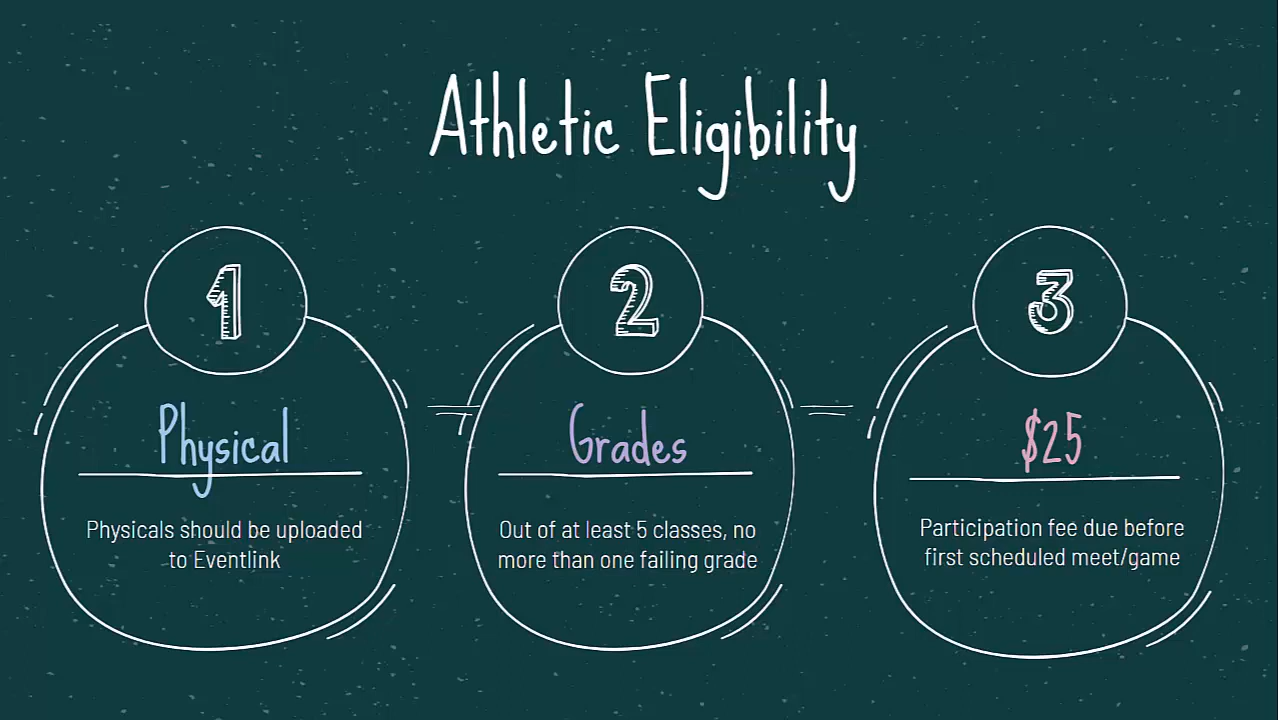 Athletic Eligibility
1
Physical
Physicals should be uploaded
to Eventlink
2
Grades
Out of at least 5 classes, no
more than one failing grade
3
$25
Participation fee due before
first scheduled meet/game